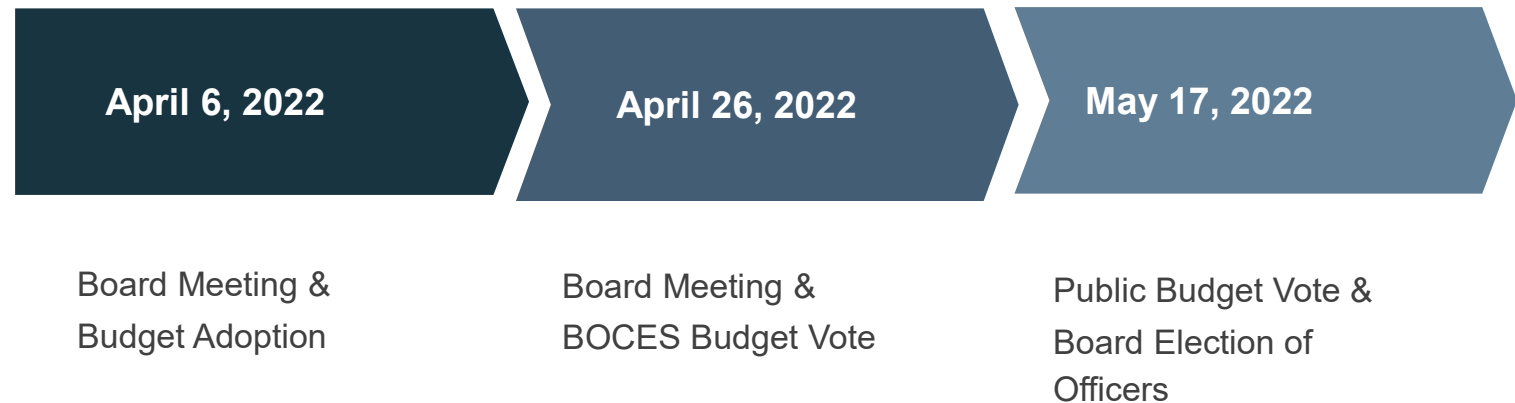 April 6, 2022
April 26, 2022
May 17, 2022
Board Meeting &
Budget Adoption
Board Meeting &
BOCES Budget Vote
Public Budget Vote &
Board Election of
Officers